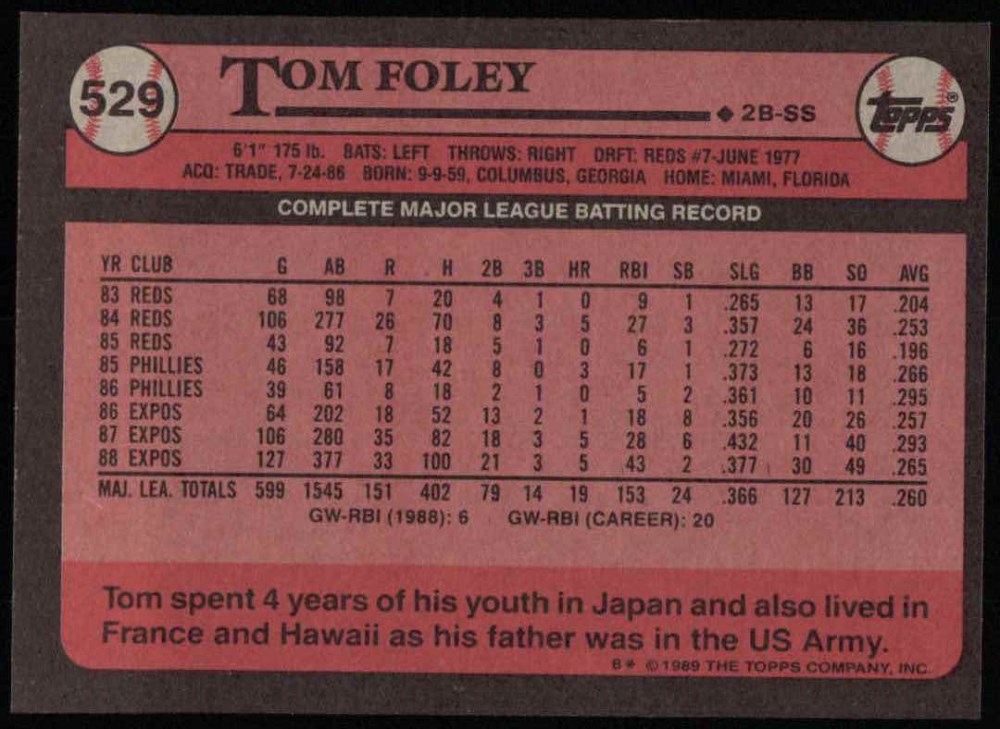 529
TOM FOLEY
◆ 2B-SS
TOPPS®
6'1" 175 lb. BATS: LEFT THROWS: RIGHT DRFT: REDS #7-JUNE 1977
ACQ: TRADE, 7-24-86 BORN: 9-9-59, COLUMBUS, GEORGIA HOME: MIAMI, FLORIDA
COMPLETE MAJOR LEAGUE BATTING RECORD
YR CLUB G AB R H 2B 3B HR RBI SB SLG BB SO AVG
83 REDS 68 98 7 20 4 1 0 9 1 .265 13 17 .204
84 REDS 106 277 26 70 8 3 5 27 3 .357 24 36 .253
85 REDS 43 92 7 18 5 1 0 6 1 .272 6 16 .196
85 PHILLIES 46 158 17 42 8 0 3 17 1 .373 13 18 .266
86 PHILLIES 39 61 8 18 2 1 0 5 2 .361 10 11 .295
86 EXPOS 64 202 18 52 13 2 1 18 8 .356 20 26 .257
87 EXPOS 106 280 35 82 18 3 5 28 6 .432 11 40 .293
88 EXPOS 127 377 33 100 21 3 5 43 2 .377 30 49 .265
MAJ. LEA. TOTALS 599 1545 151 402 79 14 19 153 24 .366 127 213 .260
GW-RBI (1988): 6 GW-RBI (CAREER): 20
Tom spent 4 years of his youth in Japan and also lived in
France and Hawaii as his father was in the US Army.
B* ©1989 THE TOPPS COMPANY, INC.